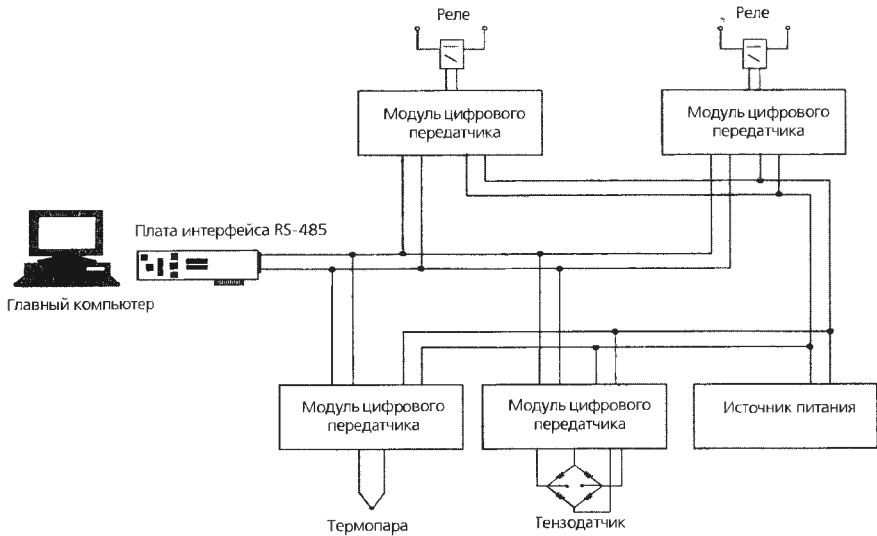 Реле
Реле
Модуль цифрового
передатчика
Модуль цифрового
передатчика
Плата интерфейса RS-485
Главный компьютер
Модуль цифрового
передатчика
Модуль цифрового
передатчика
Источник питания
Термопара
Тензодатчик